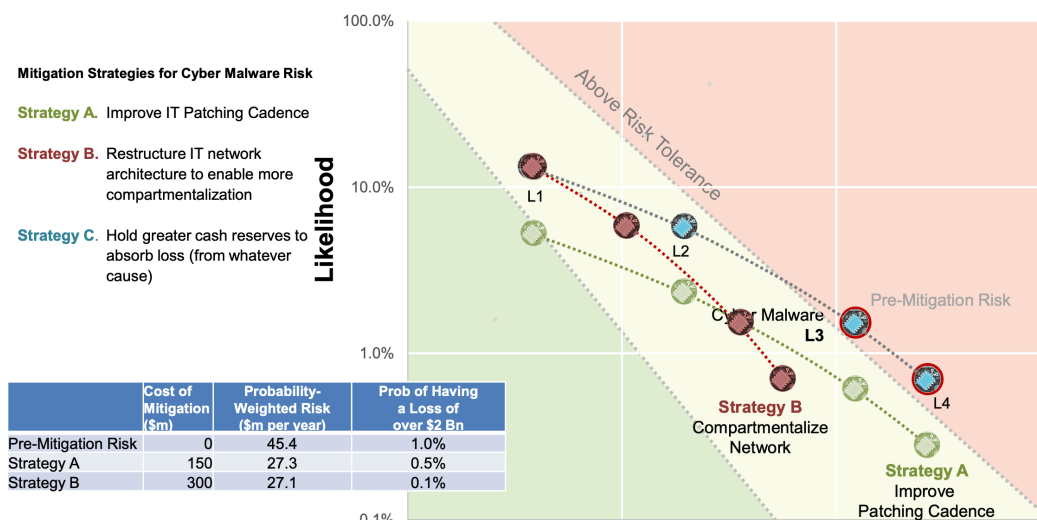 100.0%
Mitigation Strategies for Cyber Malware Risk
Strategy A. Improve IT Patching Cadence
Strategy B. Restructure IT network
architecture to enable more
compartmentalization
Strategy C. Hold greater cash reserves to
absorb loss (from whatever
cause)
Likelihood
10.0%
1.0%
0.1%
Above Risk Tolerance
L1
L2
Pre-Mitigation Risk
Cyber Malware
L3
L4
Strategy B
Compartmentalize
Network
Strategy A
Improve
Patching Cadence
Cost of Mitigation ($m) Probability-Weighted Risk ($m per year) Prob of Having a Loss of over $2 Bn
Pre-Mitigation Risk 0 45.4 1.0%
Strategy A 150 27.3 0.5%
Strategy B 300 27.1 0.1%